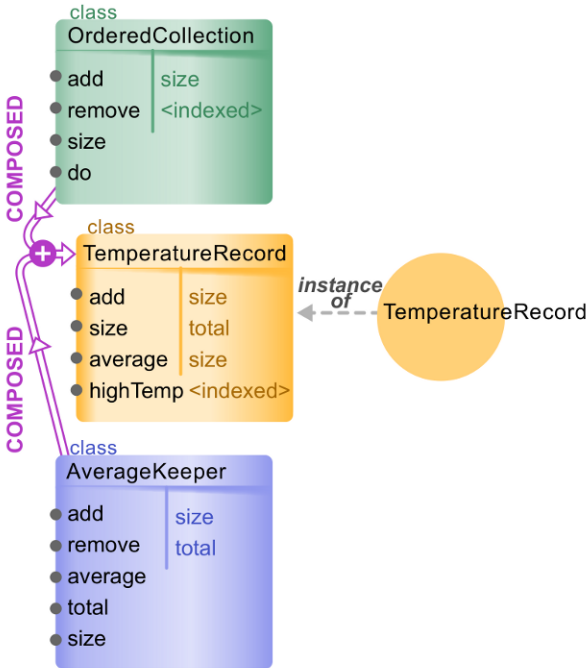 class
OrderedCollection
add size
remove <indexed>
size
do
COMPOSED
+
class
TemperatureRecord
add size
size total
average size
highTemp <indexed>
instance
of
TemperatureRecord
COMPOSED
class
AverageKeeper
add size
remove total
average
total
size